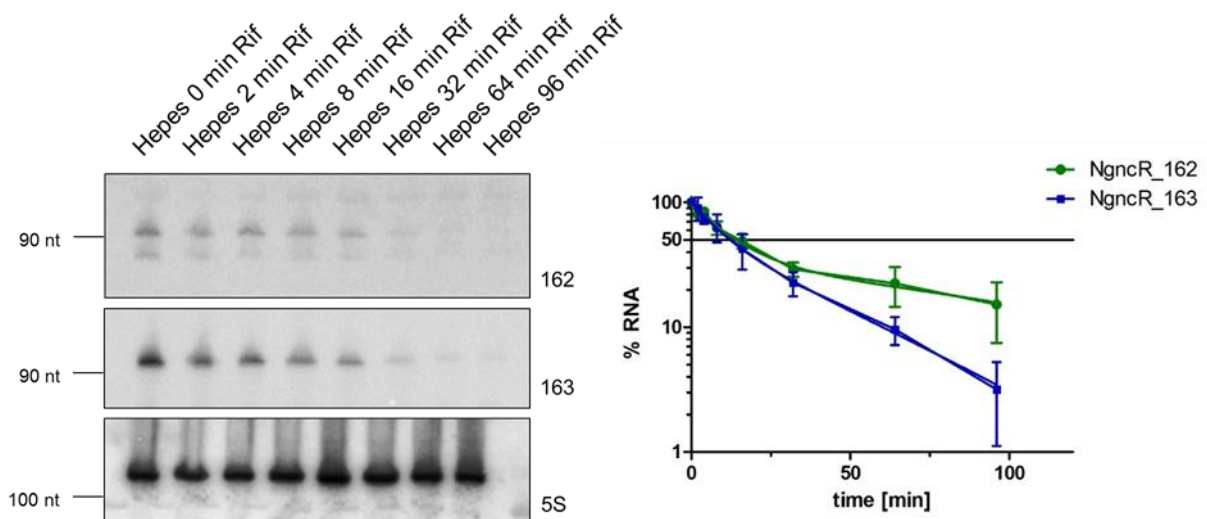 Hepes 0 min Rif
Hepes 2 min Rif
Hepes 4 min Rif
Hepes 8 min Rif
Hepes 16 min Rif
Hepes 32 min Rif
Hepes 64 min Rif
Hepes 96 min Rif
90 nt
162
90 nt
163
100 nt
5S
NgncR_162
NgncR_163
100
50
10
1
% RNA
0
50
100
time [min]